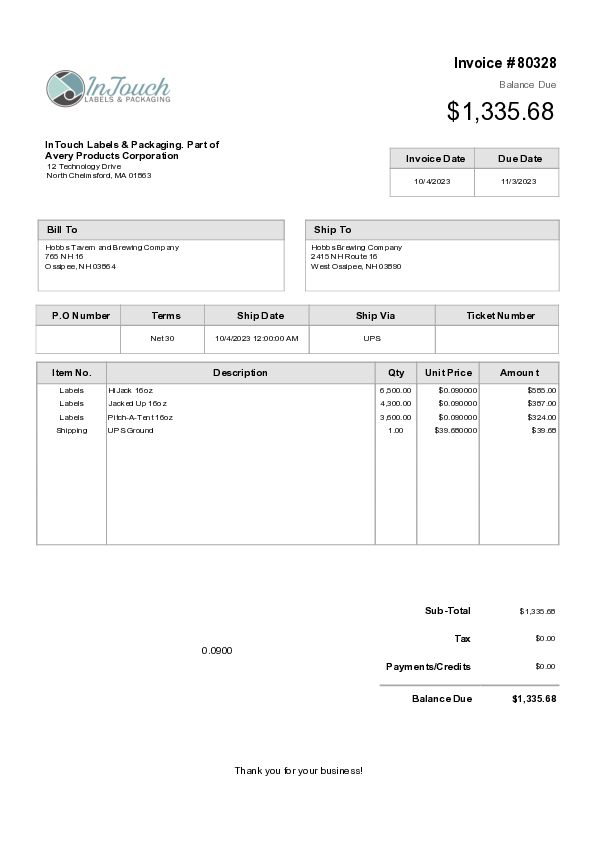 Invoice #80328
Balance Due
$1,335.68
InTouch
LABELS & PACKAGING
InTouch Labels & Packaging. Part of
Avery Products Corporation
12 Technology Drive
North Chelmsford, MA 01863
Invoice Date Due Date
10/4/2023 11/3/2023
Bill To
Hobbs Tavern and Brewing Company
765 NH 16
Ossipee, NH 03864
Ship To
Hobbs Brewing Company
2415 NH Route 16
West Ossipee, NH 03890
P.O Number Terms Ship Date Ship Via Ticket Number
Net 30 10/4/2023 12:00:00 AM UPS
Item No. Description Qty Unit Price Amount
Labels HiJack 16oz 6,500.00 $0.090000 $585.00
Labels Jacked Up 16oz 4,300.00 $0.090000 $387.00
Labels Pitch-A-Tent 16oz 3,600.00 $0.090000 $324.00
Shipping UPS Ground 1.00 $39.680000 $39.68
Sub-Total $1,335.68
Tax $0.00
0.0900
Payments/Credits $0.00
Balance Due $1,335.68
Thank you for your business!